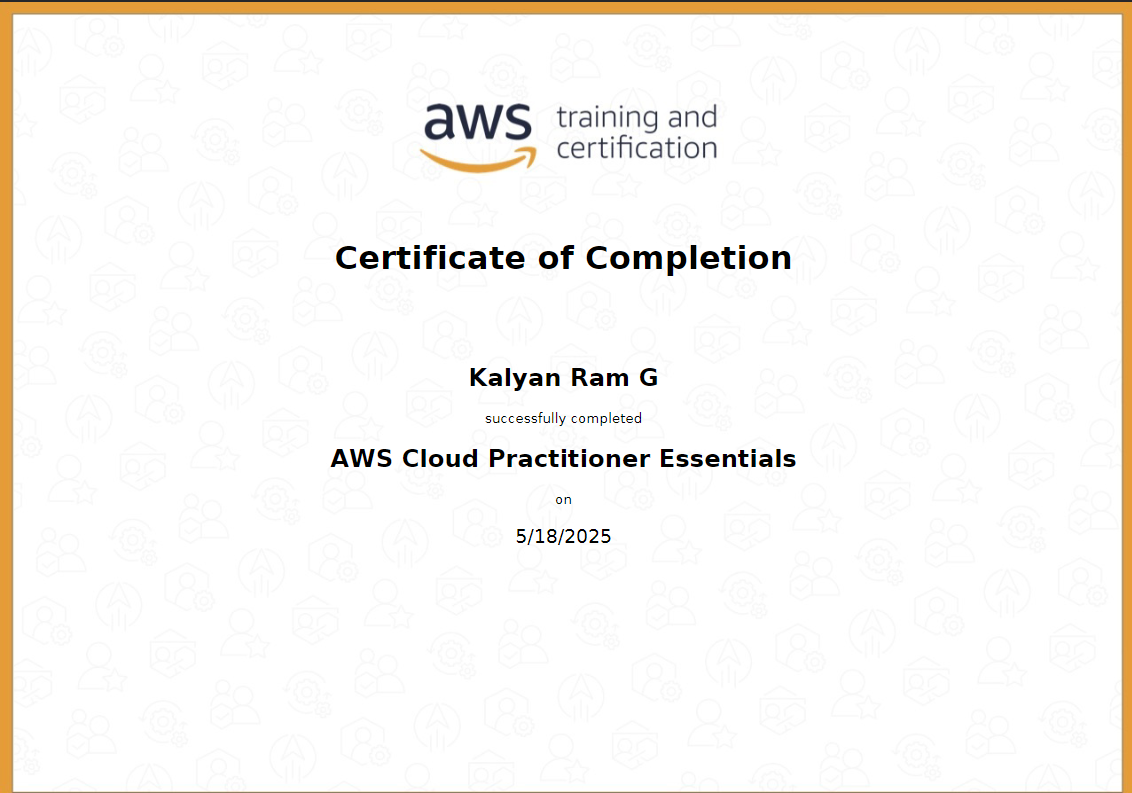 aws training and
certification
Certificate of Completion
Kalyan Ram G
successfully completed
AWS Cloud Practitioner Essentials
on
5/18/2025